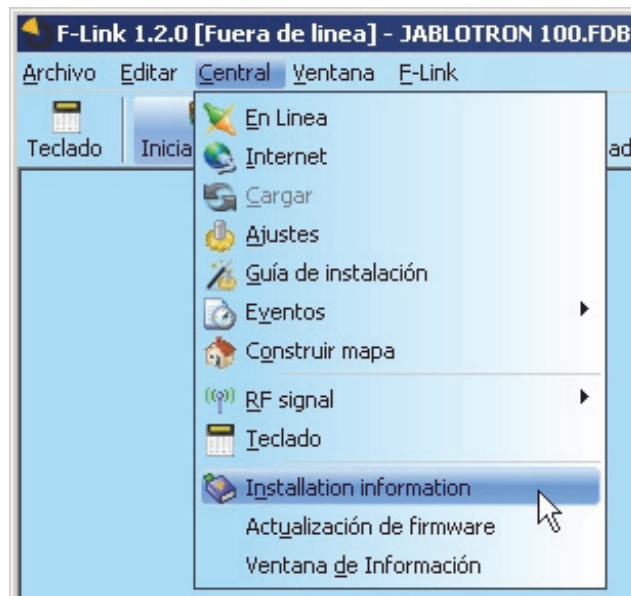 F-Link 1.2.0 [Fuera de linea] - JABLOTRON 100.FDB
Archivo Editar Central Ventana F-Link
Teclado Inicia ad
En Linea
Internet
Cargar
Ajustes
Guía de instalación
Eventos
Construir mapa
RF signal
Teclado
Installation information
Actualización de firmware
Ventana de Información